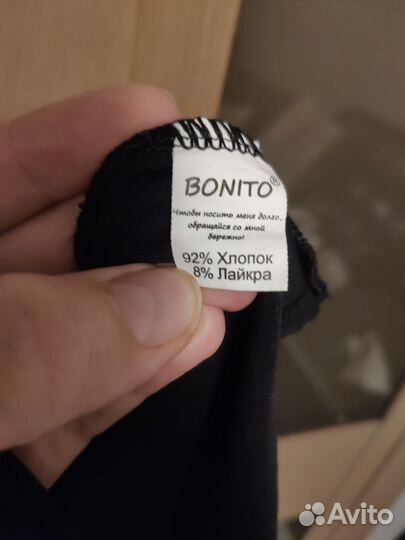 BONITO®
Чтобы носить меня долго,
обращайся со мной
бережно!
92% Хлопок
8% Лайкра
Avito